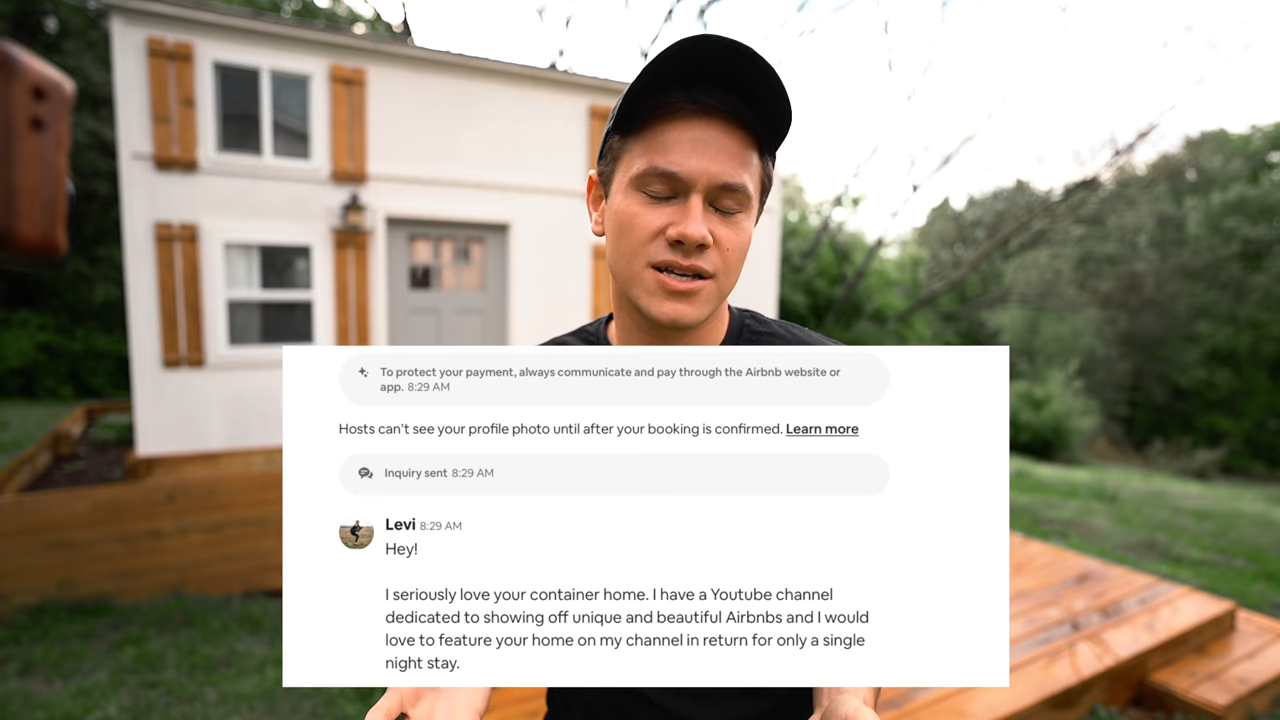 To protect your payment, always communicate and pay through the Airbnb website or
app. 8:29 AM
Hosts can't see your profile photo until after your booking is confirmed. Learn more
Inquiry sent 8:29 AM
Levi 8:29 AM
Hey!
I seriously love your container home. I have a Youtube channel
dedicated to showing off unique and beautiful Airbnbs and I would
love to feature your home on my channel in return for only a single
night stay.